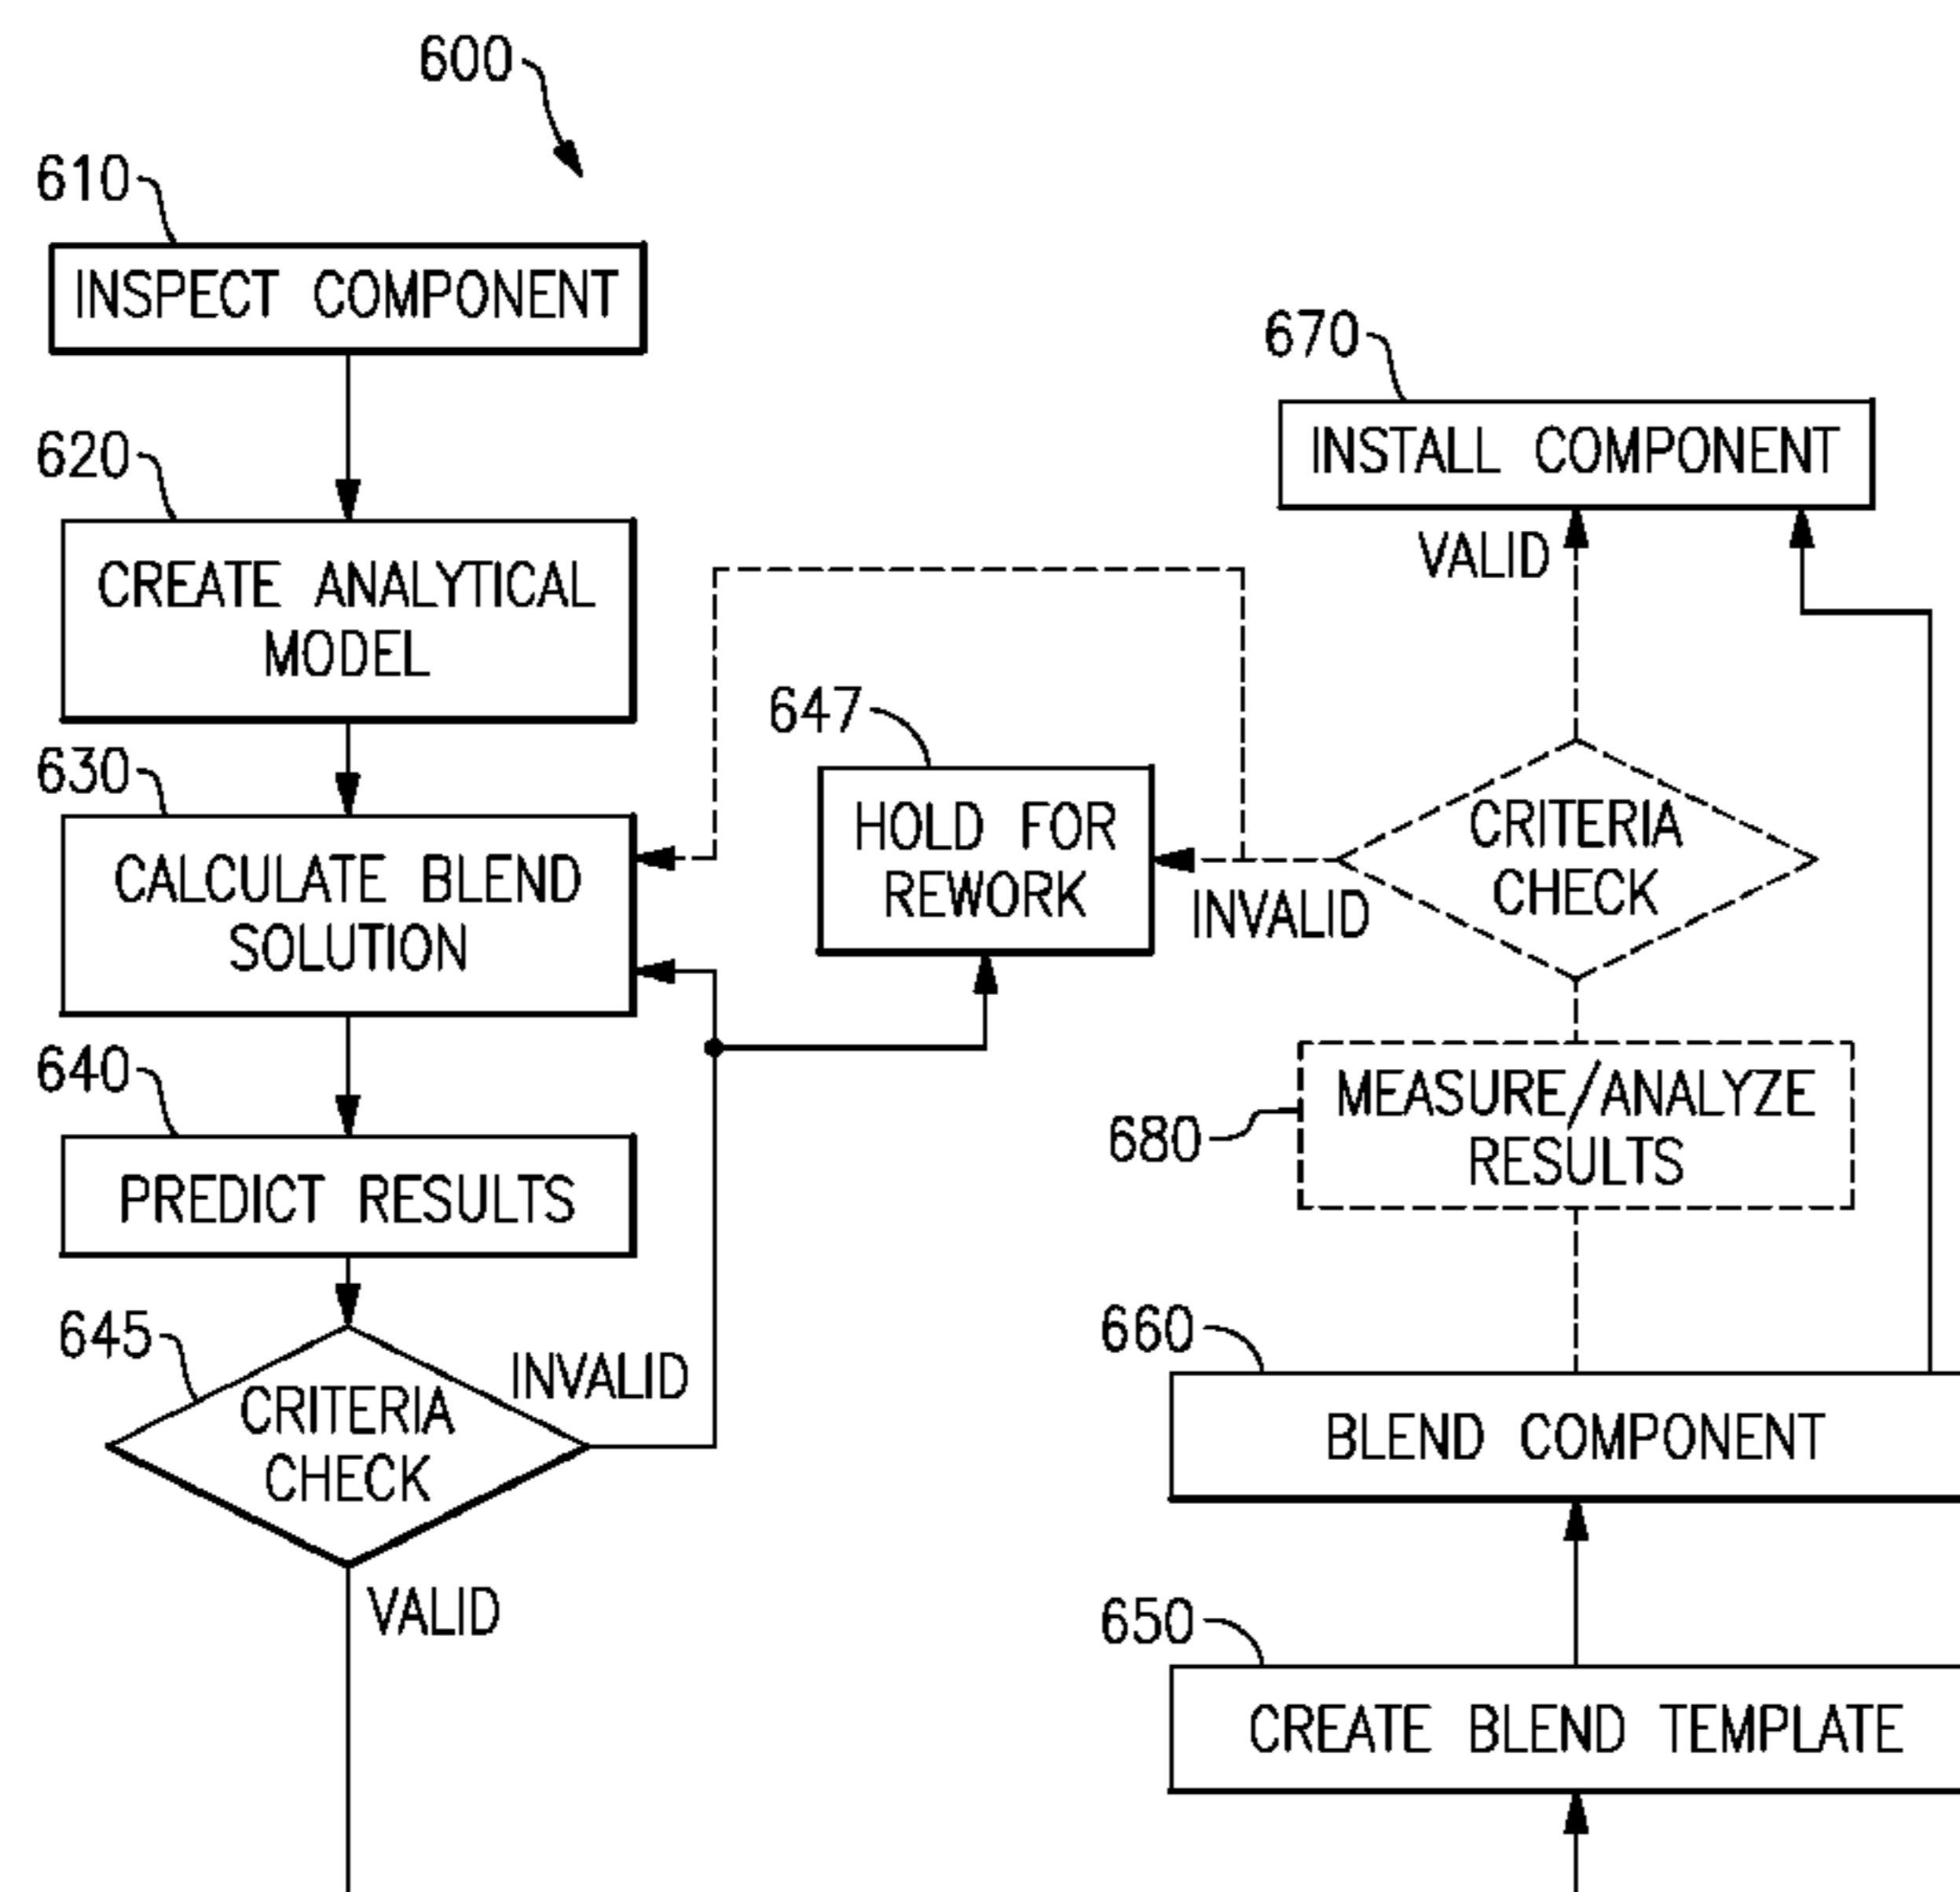 600
610
INSPECT COMPONENT
620
CREATE ANALYTICAL
MODEL
630
CALCULATE BLEND
SOLUTION
640
PREDICT RESULTS
645
CRITERIA
CHECK
INVALID
VALID
647
HOLD FOR
REWORK
670
INSTALL COMPONENT
VALID
CRITERIA
CHECK
INVALID
680
MEASURE/ANALYZE
RESULTS
660
BLEND COMPONENT
650
CREATE BLEND TEMPLATE